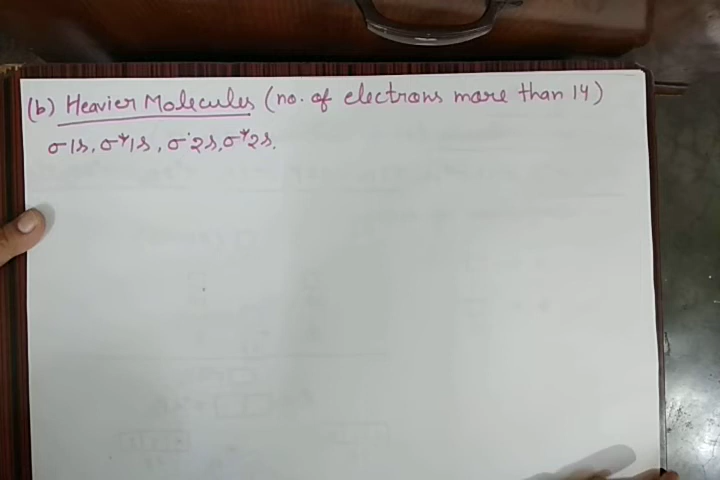 (b) Heavier Molecules (no. of electrons more than 14)
σ1s, σ*1s, σ2s, σ*2s.